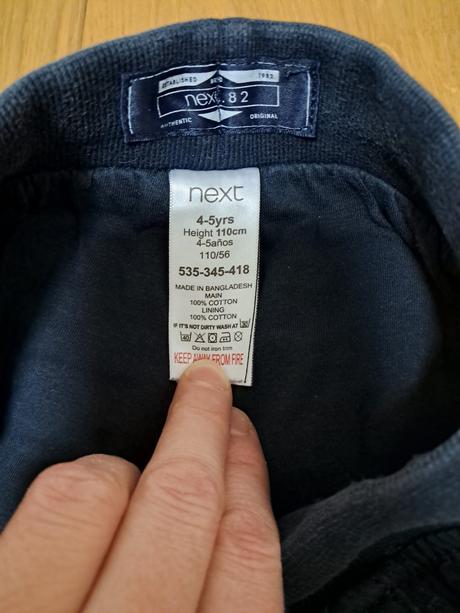 ESTABLISHED 1982
next.82
AUTHENTIC ORIGINAL
next
4-5yrs
Height 110cm
4-5años
110/56
535-345-418
MADE IN BANGLADESH
MAIN
100% COTTON
LINING
100% COTTON
IF IT'S NOT DIRTY WASH AT 30
40
Do not iron trim
KEEP AWAY FROM FIRE